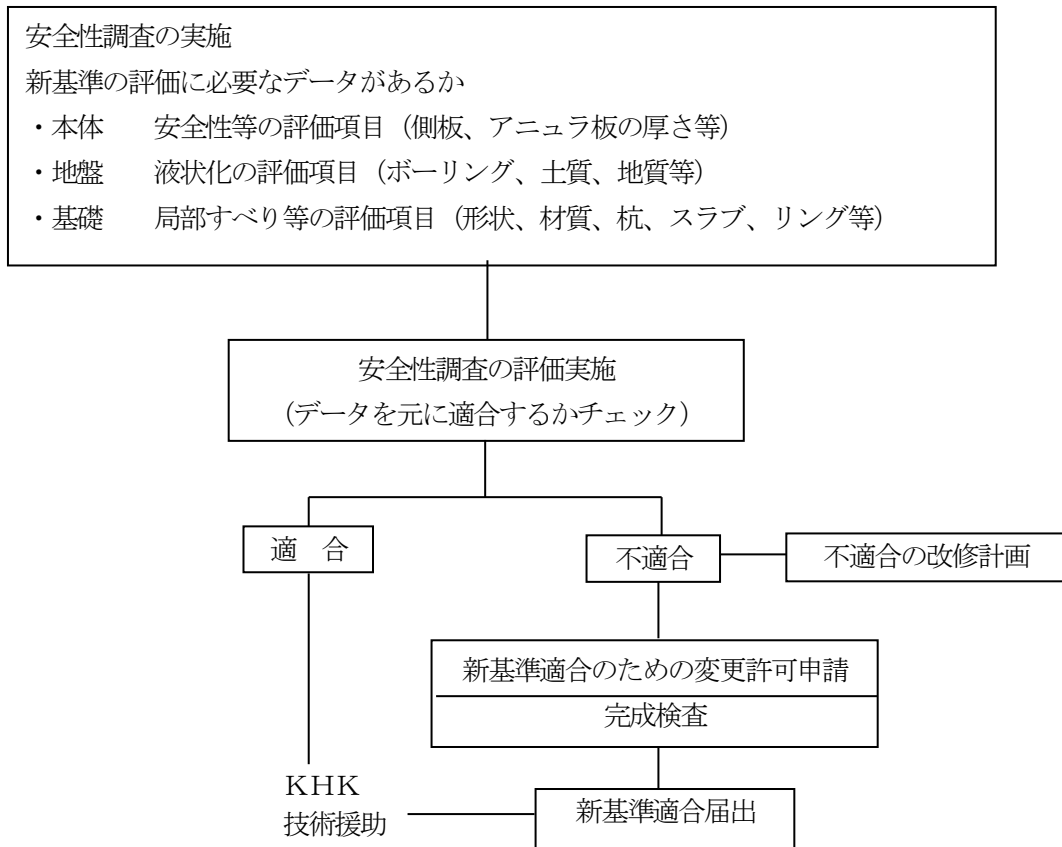 安全性調査の実施
新基準の評価に必要なデータがあるか
・本体　　安全性等の評価項目（側板、アニュラ板の厚さ等）
・地盤　　液状化の評価項目（ボーリング、土質、地質等）
・基礎　　局部すべり等の評価項目（形状、材質、杭、スラブ、リング等）
安全性調査の評価実施
（データを元に適合するかチェック）
適　合
不適合
不適合の改修計画
新基準適合のための変更許可申請
完成検査
ＫＨＫ
技術援助
新基準適合届出